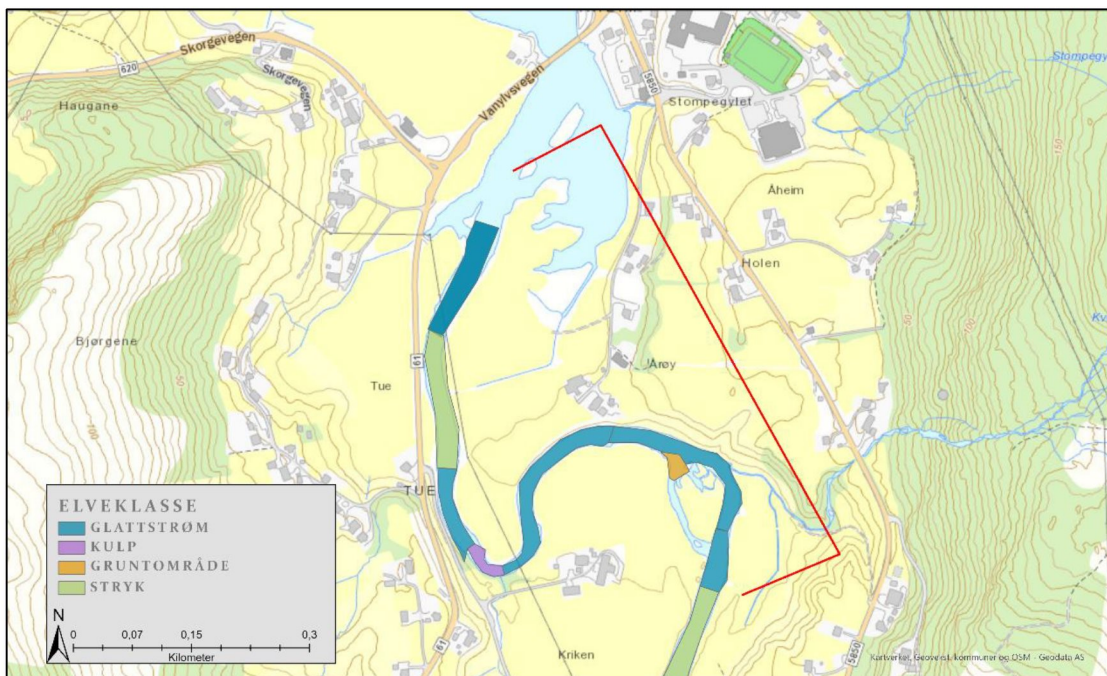 Skorgevegen
620
Skorgevegen
Haugane
Vanylvsvegen
5850
Stompegylet
150
Åheim
Holen
50
100
Bjørgene
50
100
61
Tue
Årøy
TUE
ELVEKLASSE
GLATTSTRØM
KULP
GRUNTOMRÅDE
STRYK
N
0 0,07 0,15 0,3
Kilometer
61
Kriken
5850
Kartverket, Geovekst, kommuner og OSM - Geodata AS